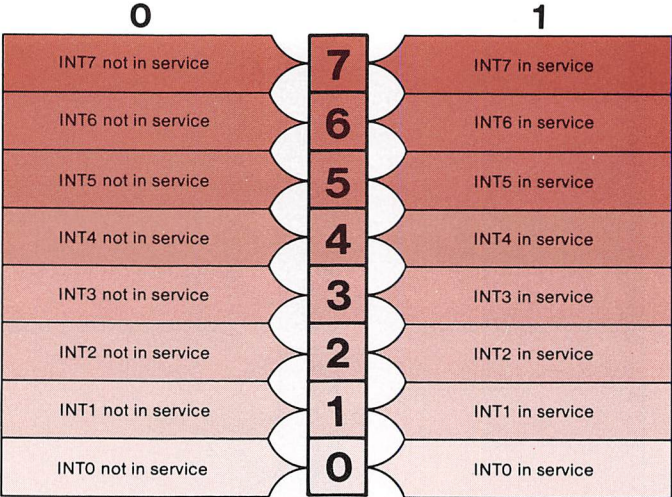 0 1
INT7 not in service 7 INT7 in service
INT6 not in service 6 INT6 in service
INT5 not in service 5 INT5 in service
INT4 not in service 4 INT4 in service
INT3 not in service 3 INT3 in service
INT2 not in service 2 INT2 in service
INT1 not in service 1 INT1 in service
INT0 not in service 0 INT0 in service